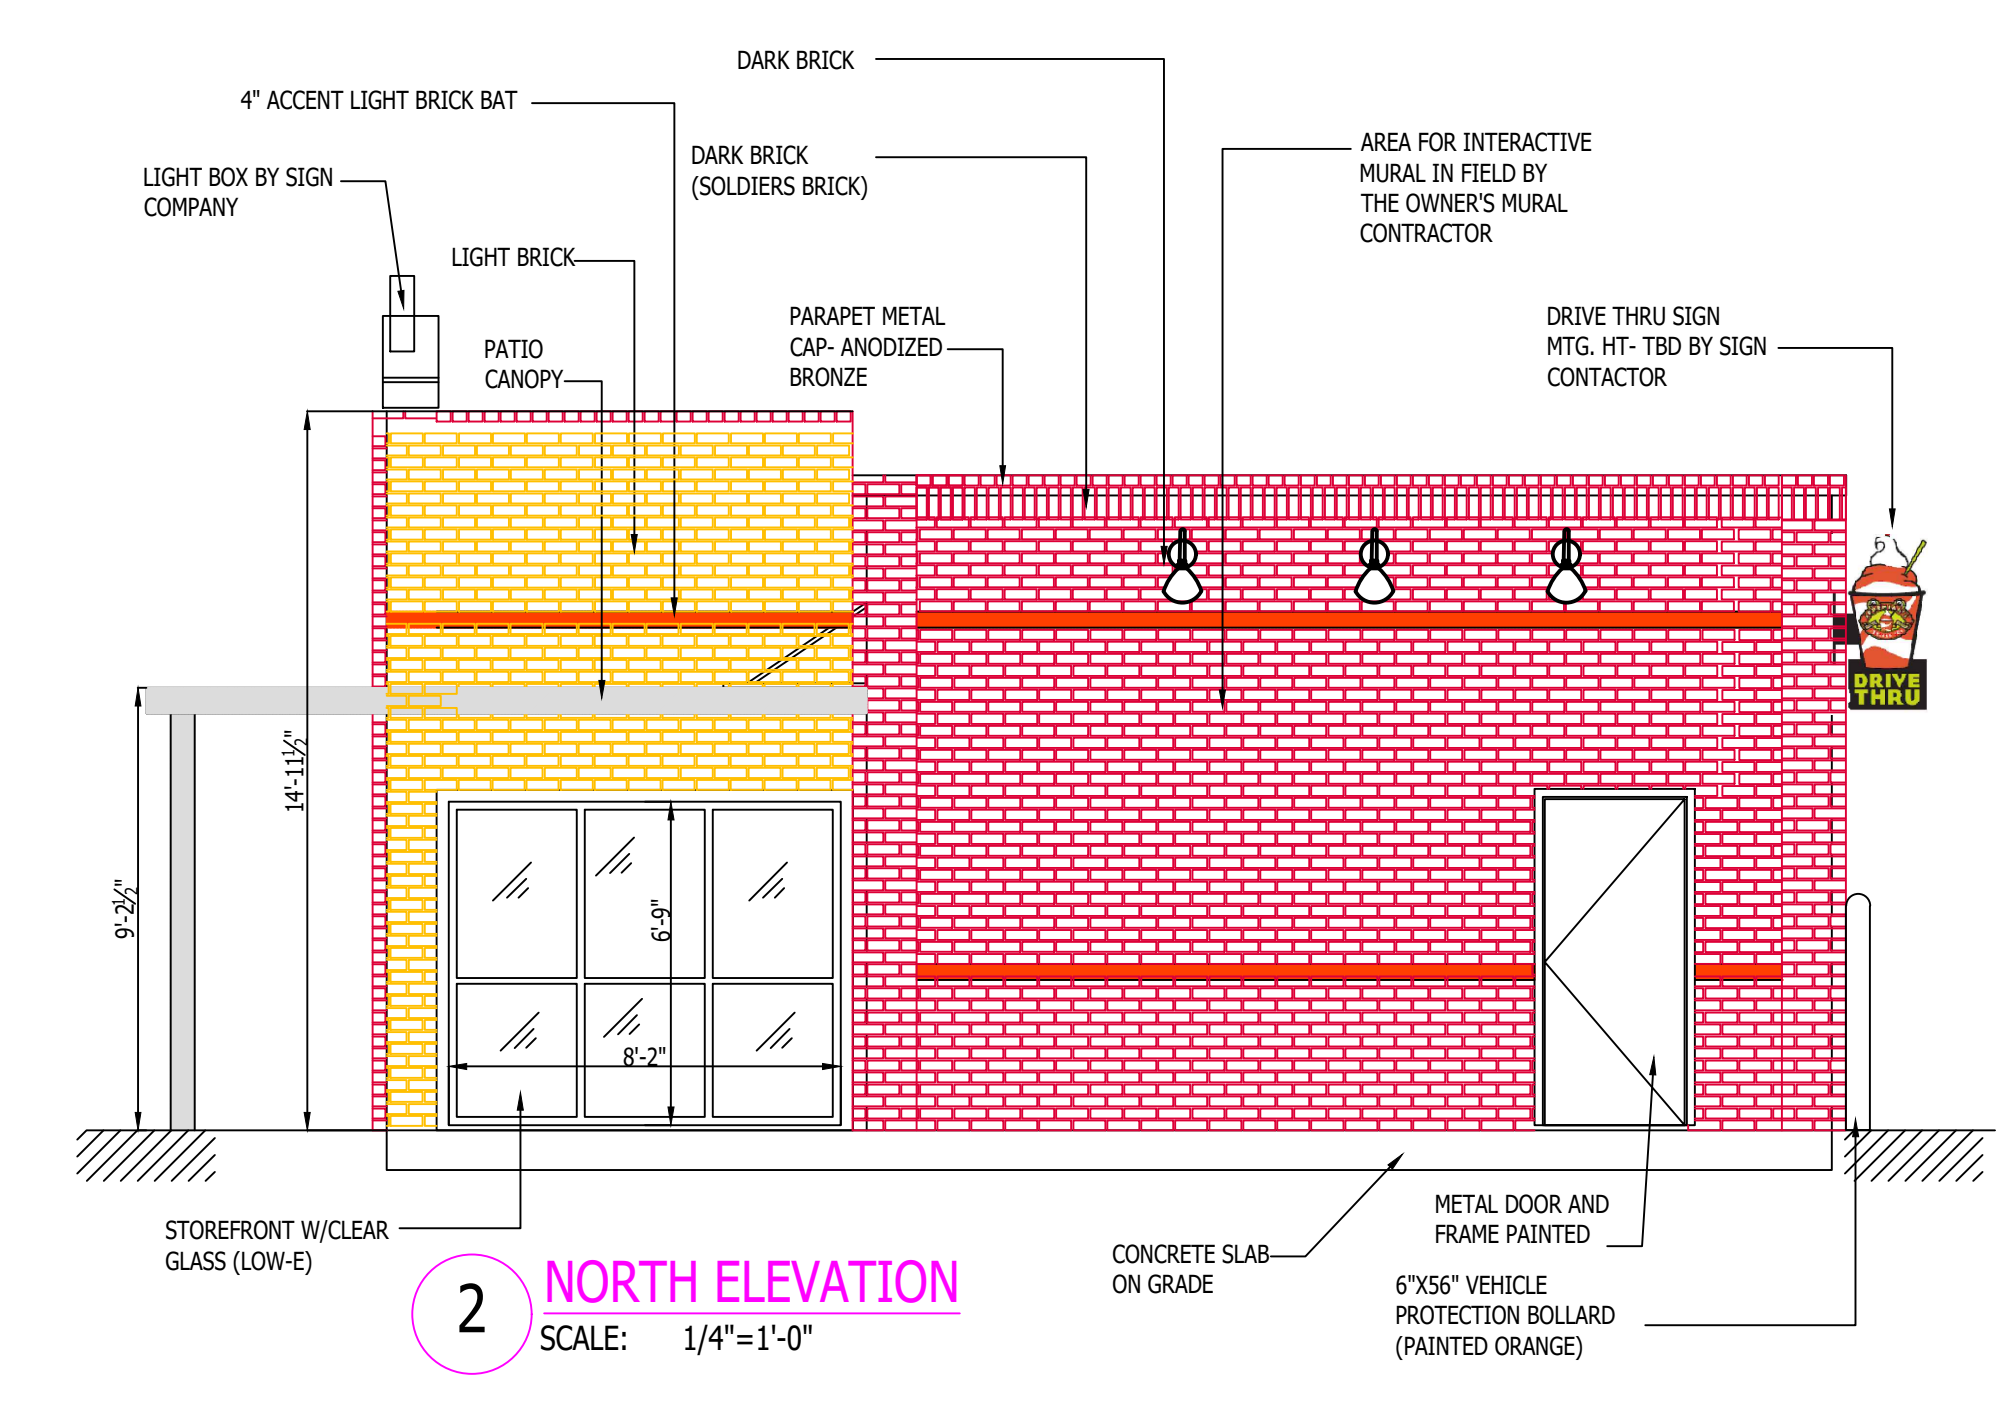 DARK BRICK
4" ACCENT LIGHT BRICK BAT
DARK BRICK
(SOLDIERS BRICK)
AREA FOR INTERACTIVE
MURAL IN FIELD BY
THE OWNER'S MURAL
CONTRACTOR
LIGHT BOX BY SIGN
COMPANY
LIGHT BRICK
PARAPET METAL
CAP- ANODIZED
BRONZE
DRIVE THRU SIGN
MTG. HT- TBD BY SIGN
CONTACTOR
PATIO
CANOPY
DRIVE
THRU
14'-11½"
9'-2½"
6'-9"
8'-2"
STOREFRONT W/CLEAR
GLASS (LOW-E)
METAL DOOR AND
FRAME PAINTED
CONCRETE SLAB
ON GRADE
6"X56" VEHICLE
PROTECTION BOLLARD
(PAINTED ORANGE)
2
NORTH ELEVATION
SCALE: 1/4"=1'-0"